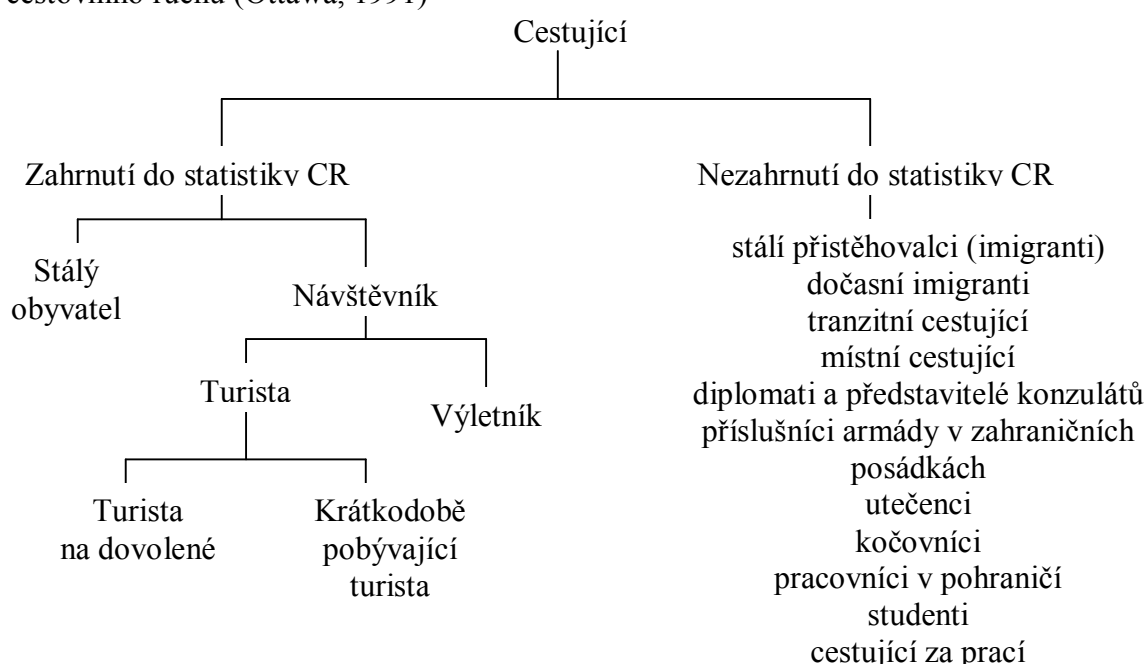 cestovního ruchu (Ottawa, 1991)
Cestující
Zahrnutí do statistiky CR
Nezahrnutí do statistiky CR
Stálý
obyvatel
Návštěvník
Turista
Výletník
Turista
na dovolené
Krátkodobě
pobývající
turista
stálí přistěhovalci (imigranti)
dočasní imigranti
tranzitní cestující
místní cestující
diplomati a představitelé konzulátů
příslušníci armády v zahraničních
posádkách
utečenci
kočovníci
pracovníci v pohraničí
studenti
cestující za prací